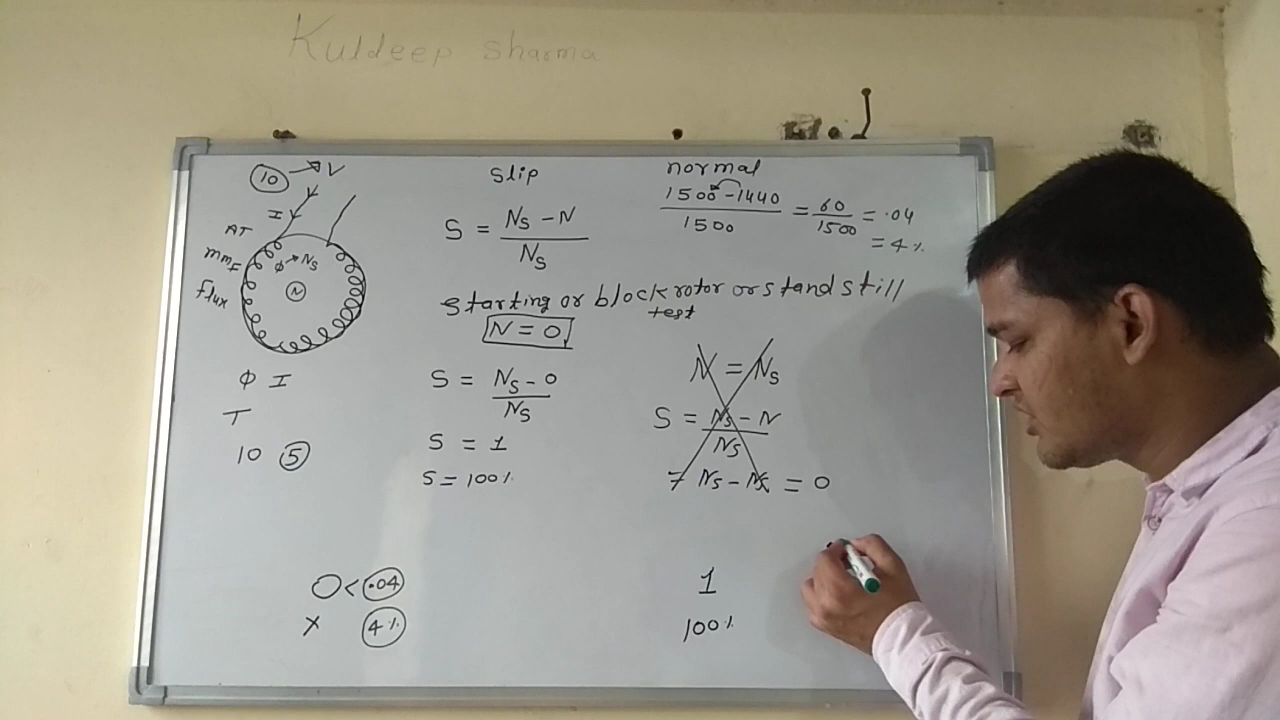 Kuldeep Sharma
10 → V
I
AT
mmf
flux
φ → Ns
N
φ I
T
10 5
0 < .04
X 4%
Slip
S = Ns - N
Ns
normal
1500 - 1440 = 60 = .04
1500 1500
= 4%
starting or block rotor or stand still
test
N = 0
S = Ns - 0
Ns
S = 1
S = 100%
N = Ns
S = Ns - N
Ns
= Ns - Ns = 0
1
100%